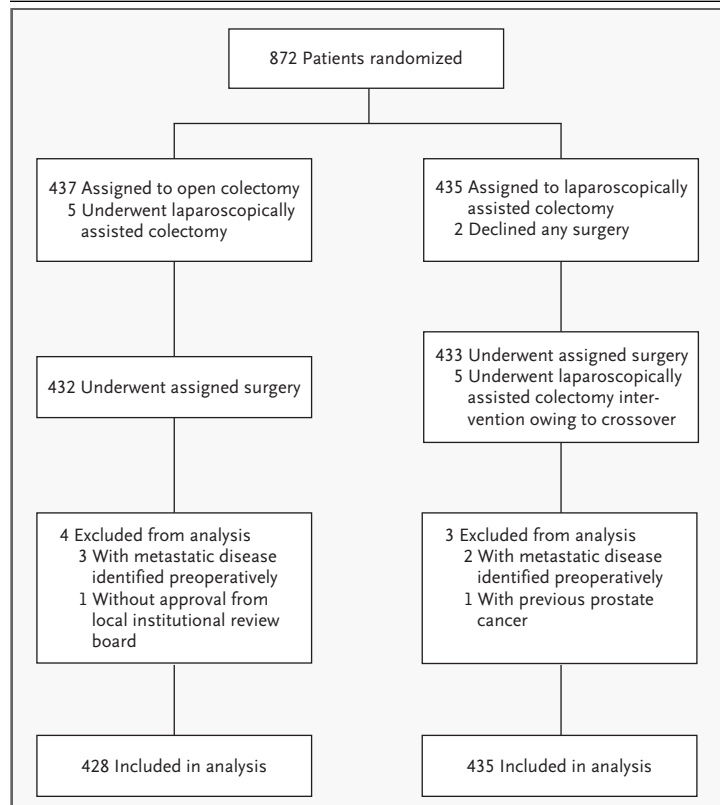 872 Patients randomized
437 Assigned to open colectomy
5 Underwent laparoscopically
assisted colectomy
435 Assigned to laparoscopically
assisted colectomy
2 Declined any surgery
432 Underwent assigned surgery
433 Underwent assigned surgery
5 Underwent laparoscopically
assisted colectomy inter-
vention owing to crossover
4 Excluded from analysis
3 With metastatic disease
identified preoperatively
1 Without approval from
local institutional review
board
3 Excluded from analysis
2 With metastatic disease
identified preoperatively
1 With previous prostate
cancer
428 Included in analysis
435 Included in analysis